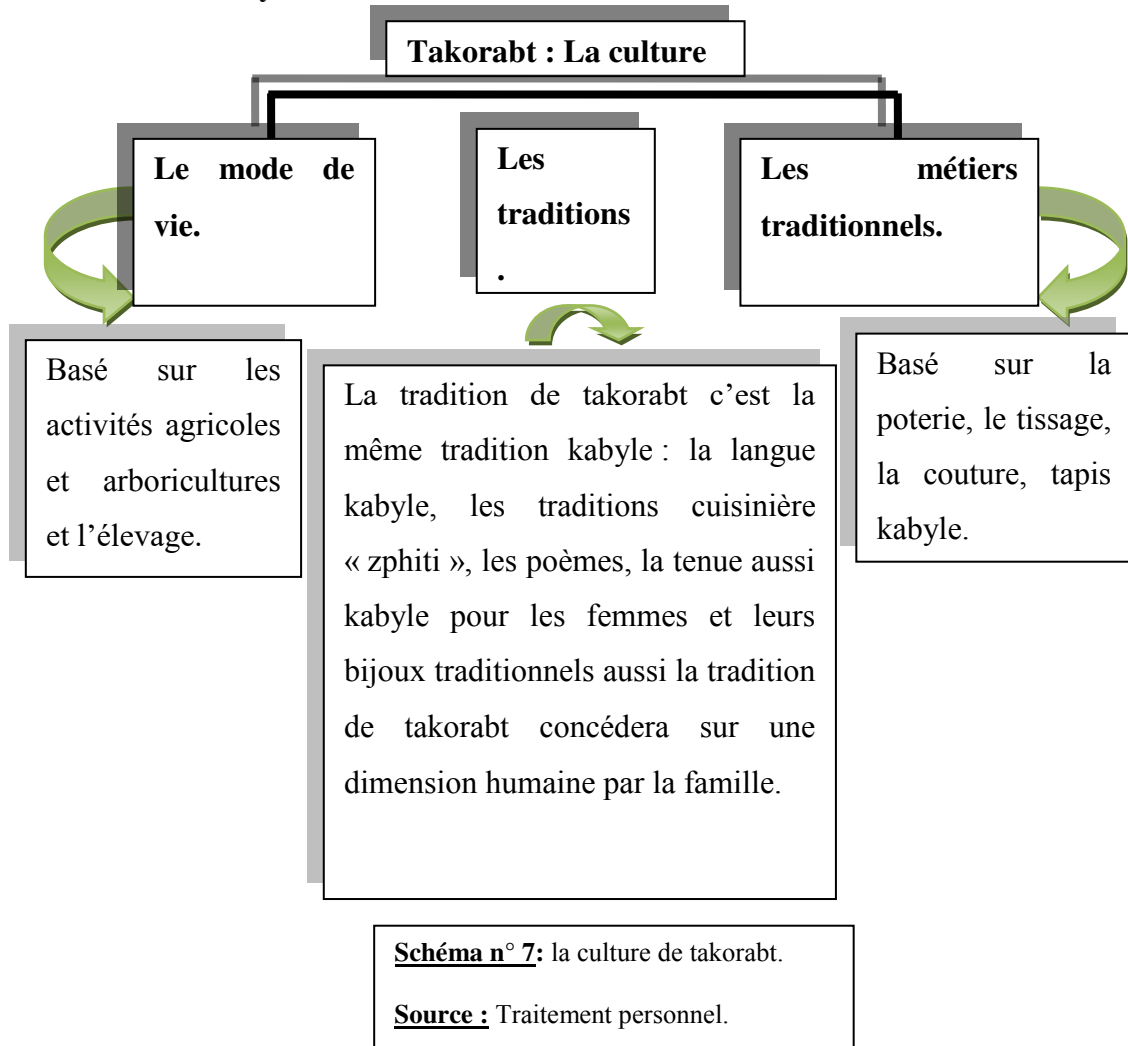 Takorabt : La culture
Le mode de
vie.
Les
traditions
.
Les métiers
traditionnels.
Basé sur les
activités agricoles
et arboricultures
et l’élevage.
La tradition de takorabt c’est la
même tradition kabyle : la langue
kabyle, les traditions cuisinière
« zphiti », les poèmes, la tenue aussi
kabyle pour les femmes et leurs
bijoux traditionnels aussi la tradition
de takorabt concédera sur une
dimension humaine par la famille.
Basé sur la
poterie, le tissage,
la couture, tapis
kabyle.
Schéma n° 7: la culture de takorabt.
Source : Traitement personnel.